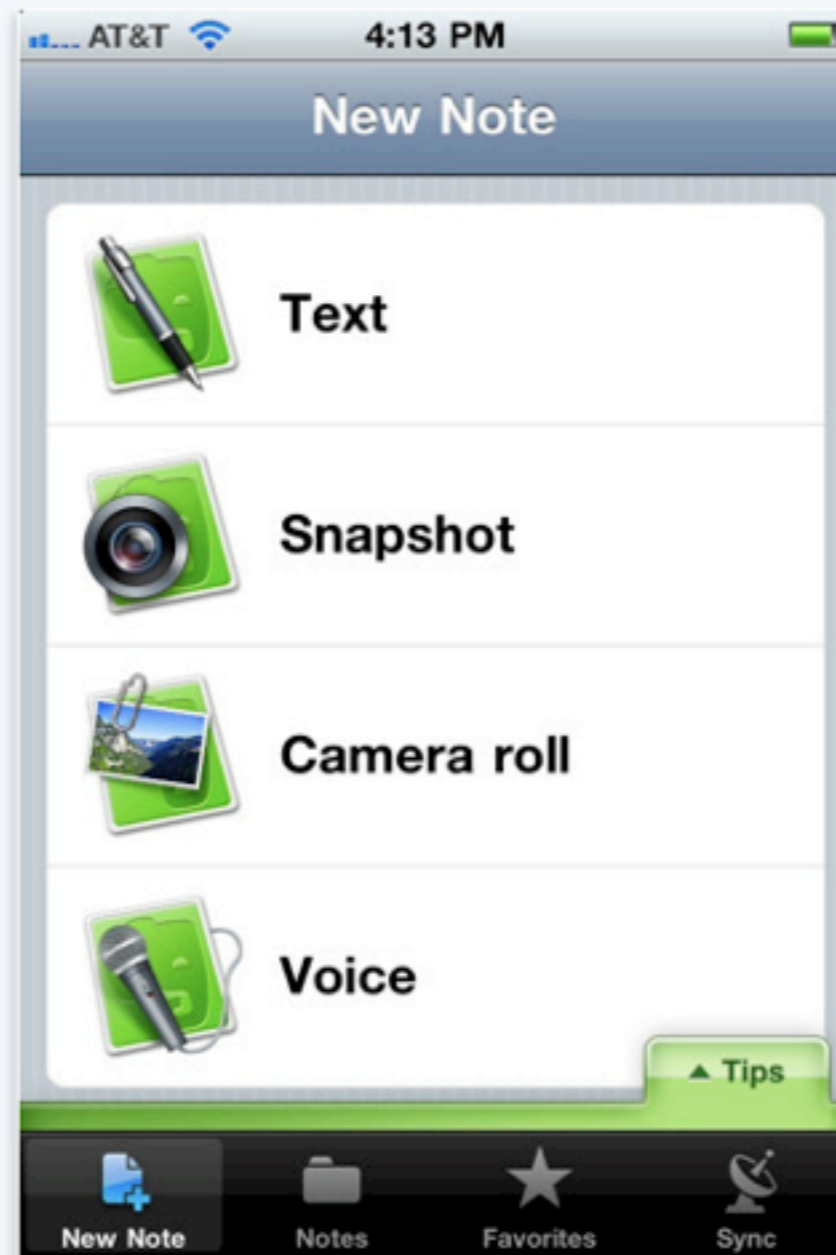 AT&T 4:13 PM
New Note
Text
Snapshot
Camera roll
Voice
Tips
New Note Notes Favorites Sync